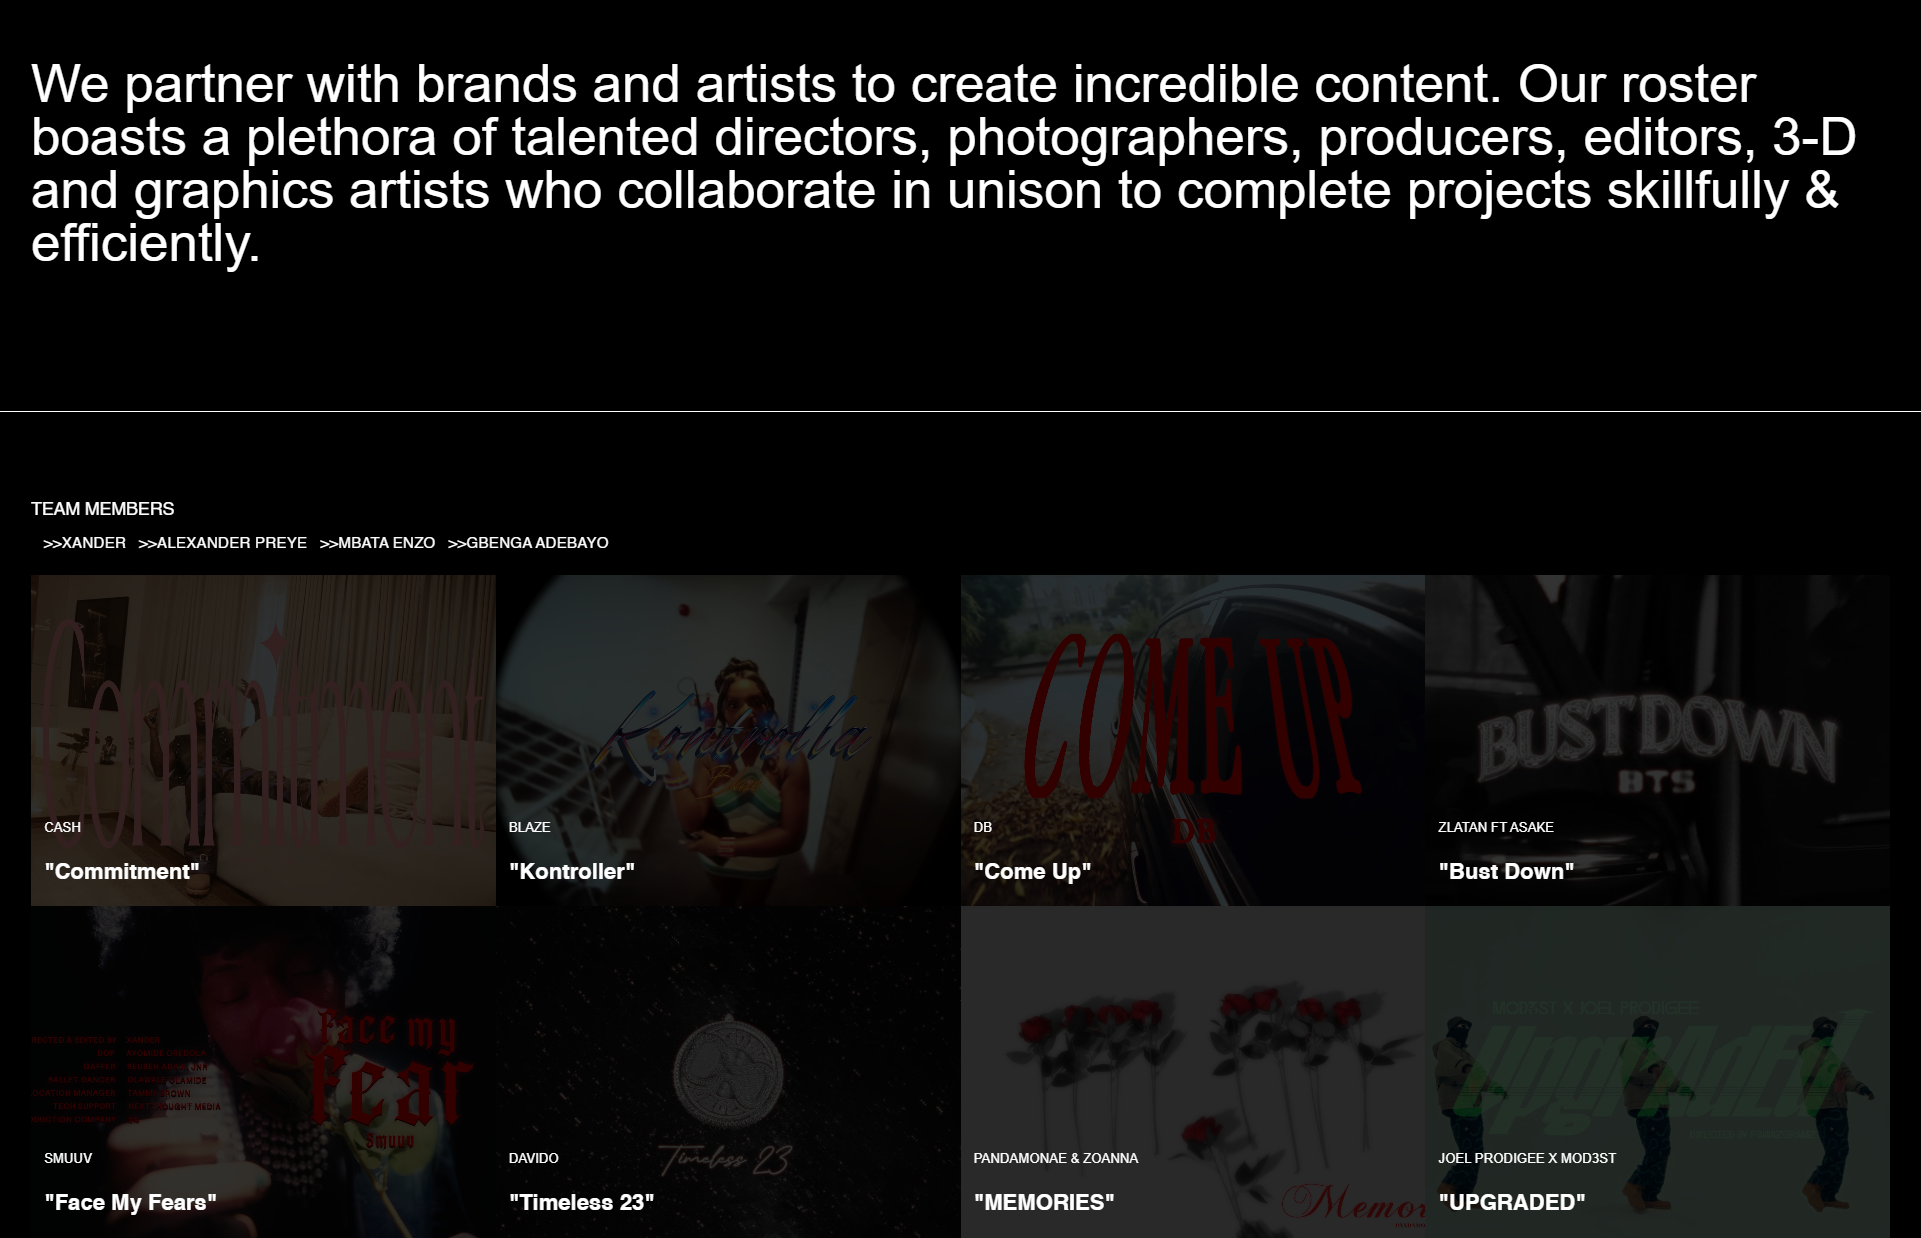 We partner with brands and artists to create incredible content. Our roster
boasts a plethora of talented directors, photographers, producers, editors, 3-D
and graphics artists who collaborate in unison to complete projects skillfully &
efficiently.
TEAM MEMBERS
>>XANDER >>ALEXANDER PREYE >>MBATA ENZO >>GBENGA ADEBAYO
Commitment
CASH
"Commitment"
Kontrolla
Blaze
BLAZE
"Kontroller"
COME UP
DB
DB
"Come Up"
BUST DOWN
BTS
ZLATAN FT ASAKE
"Bust Down"
Face my
fear
Smuuv
SMUUV
"Face My Fears"
Timeless 23
DAVIDO
"Timeless 23"
PANDAMONAE & ZOANNA
"MEMORIES"
MOD3ST X JOEL PRODIGEE
UpgrAdEd
JOEL PRODIGEE X MOD3ST
"UPGRADED"